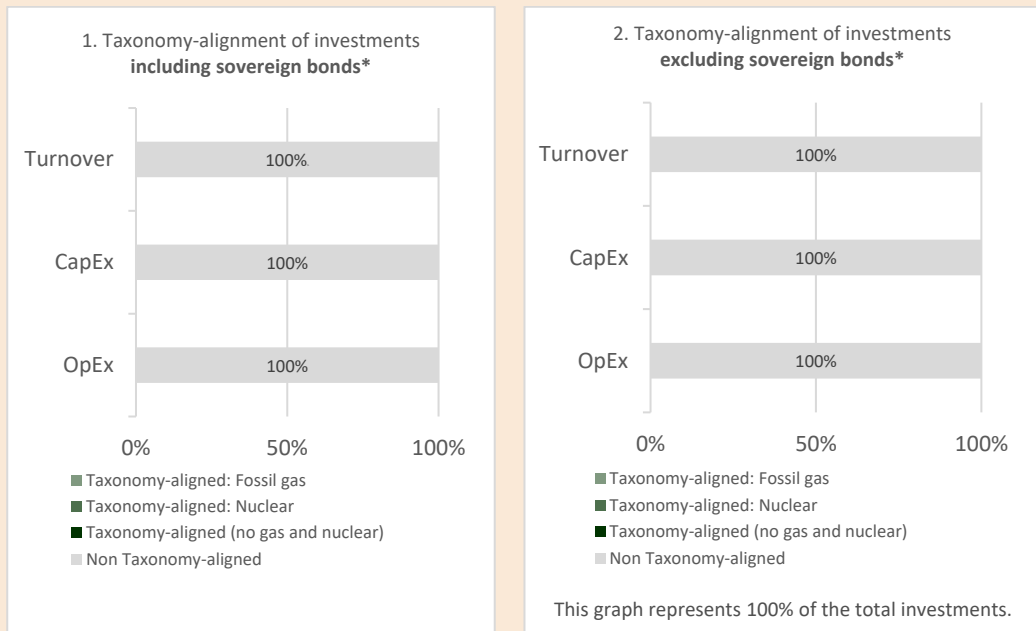 1. Taxonomy-alignment of investments
including sovereign bonds*
Turnover
100%
CapEx
100%
OpEx
100%
0% 50% 100%
Taxonomy-aligned: Fossil gas
Taxonomy-aligned: Nuclear
Taxonomy-aligned (no gas and nuclear)
Non Taxonomy-aligned
2. Taxonomy-alignment of investments
excluding sovereign bonds*
Turnover
100%
CapEx
100%
OpEx
100%
0% 50% 100%
Taxonomy-aligned: Fossil gas
Taxonomy-aligned: Nuclear
Taxonomy-aligned (no gas and nuclear)
Non Taxonomy-aligned
This graph represents 100% of the total investments.